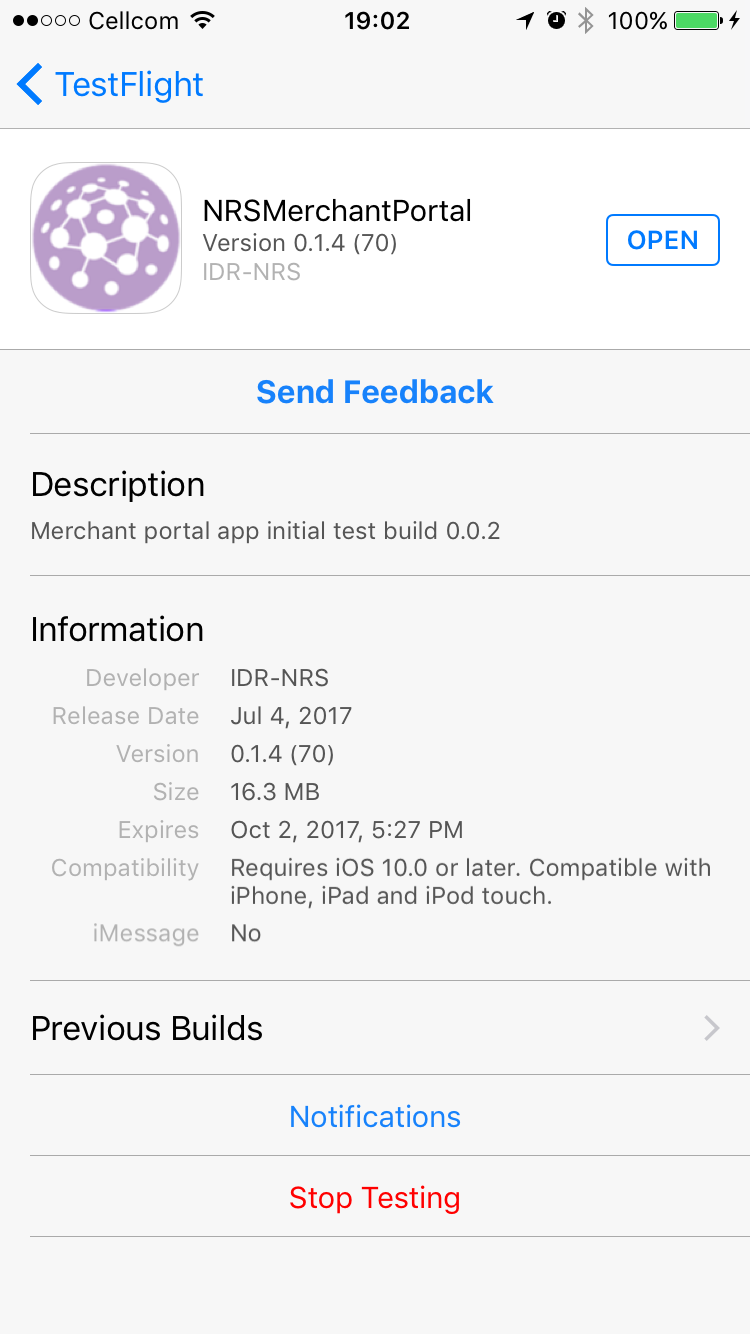 Cellcom 19:02 100%
TestFlight
NRSMerchantPortal
Version 0.1.4 (70)
IDR-NRS
OPEN
Send Feedback
Description
Merchant portal app initial test build 0.0.2
Information
Developer IDR-NRS
Release Date Jul 4, 2017
Version 0.1.4 (70)
Size 16.3 MB
Expires Oct 2, 2017, 5:27 PM
Compatibility Requires iOS 10.0 or later. Compatible with
iPhone, iPad and iPod touch.
iMessage No
Previous Builds
Notifications
Stop Testing